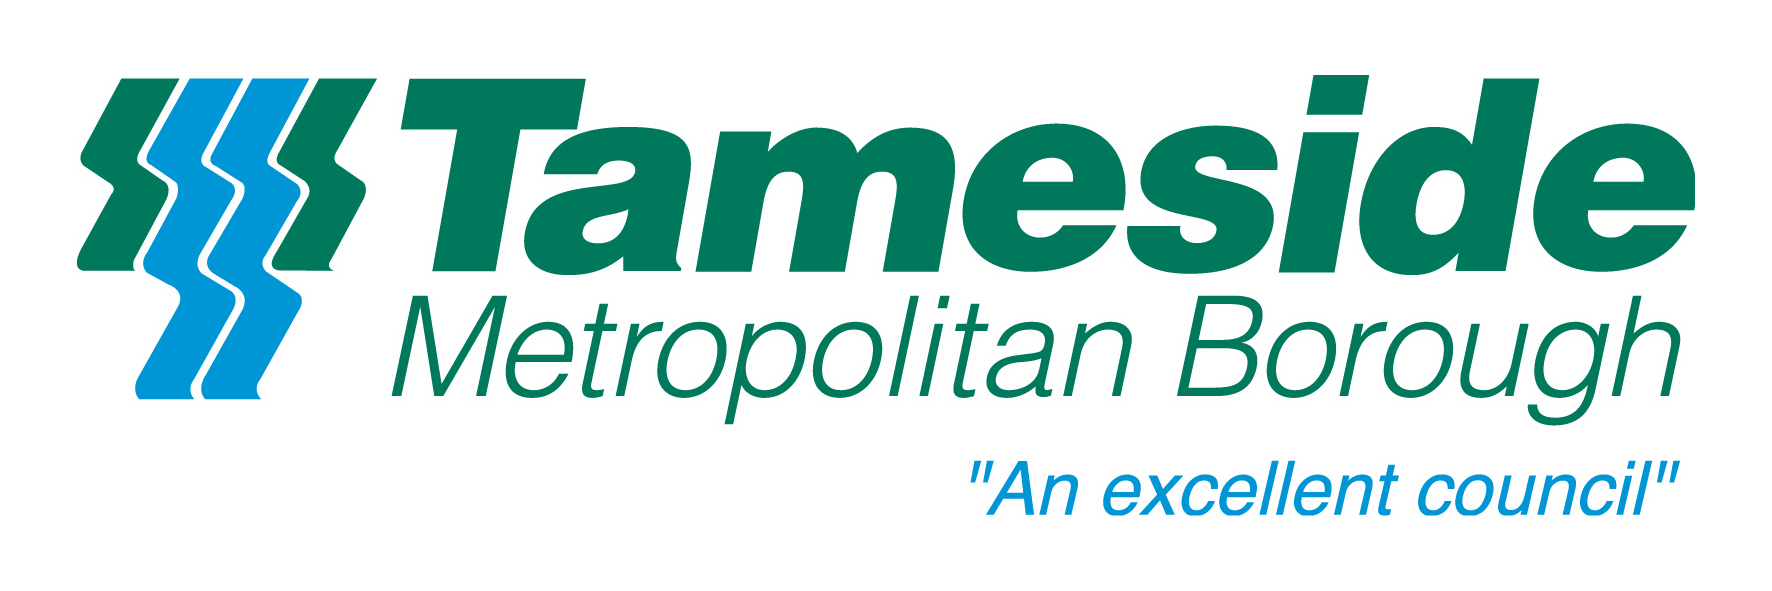 Tameside
Metropolitan Borough
"An excellent council"